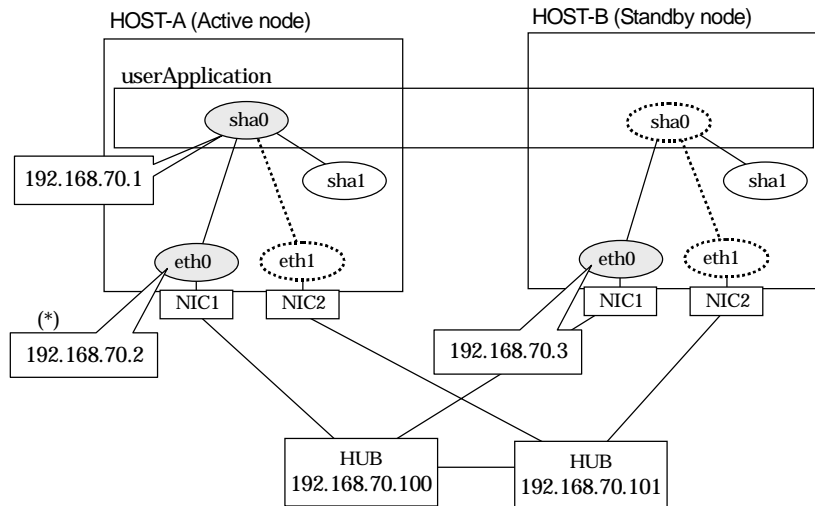 HOST-A (Active node)
HOST-B (Standby node)
userApplication
sha0
sha0
192.168.70.1
sha1
sha1
eth0
eth1
eth0
eth1
NIC1
NIC2
NIC1
NIC2
(*)
192.168.70.2
192.168.70.3
HUB
192.168.70.100
HUB
192.168.70.101